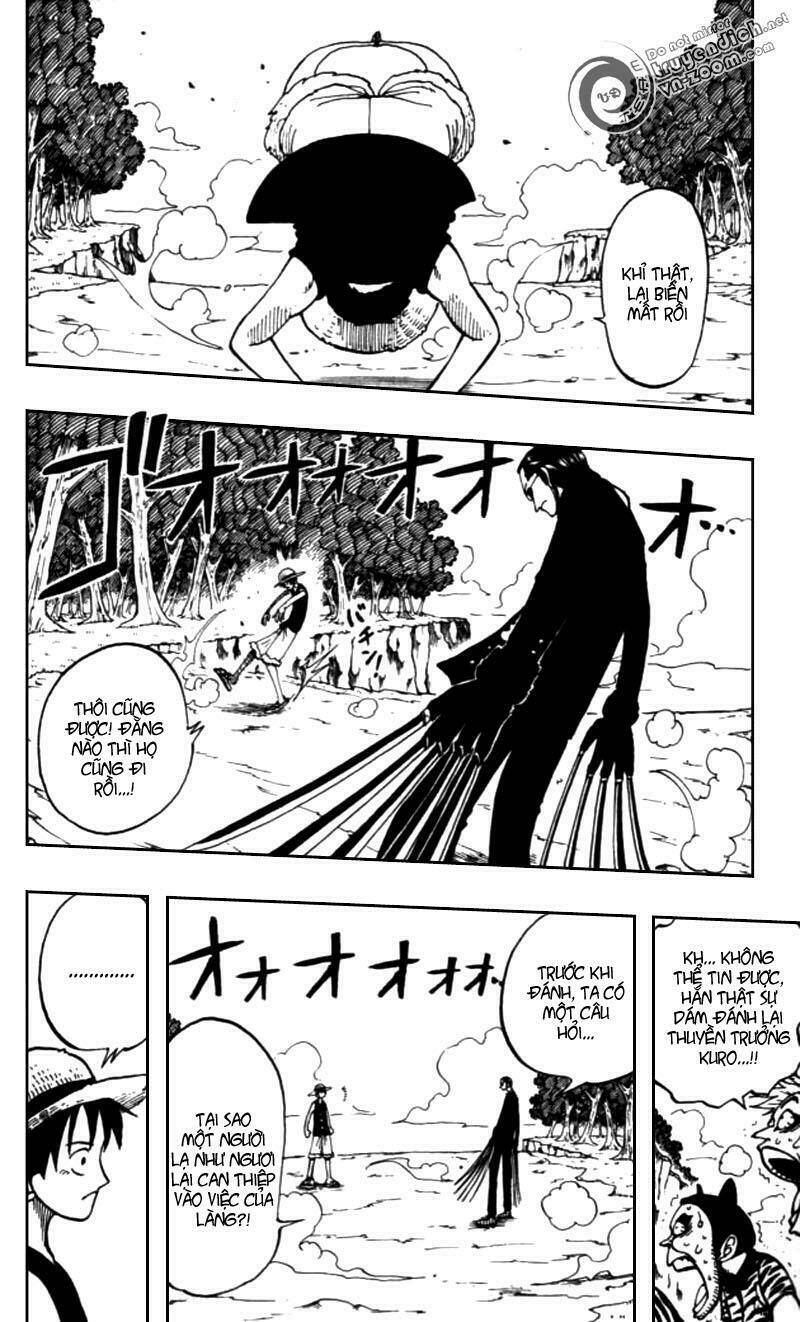 Do not mirror
truyendich.net
vn-zoom.com
KHỈ THẬT,
LẠI BIẾN
MẤT RỒI
ゴオオオオオオ...
バチン
THÔI CŨNG
ĐƯỢC! ĐẰNG
NÀO THÌ HỌ
CŨNG ĐI
RỒI...!
KH... KHÔNG
THỂ TIN ĐƯỢC,
HẮN THẬT SỰ
DÁM ĐÁNH LẠI
THUYỀN TRƯỞNG
KURO...!!
オオオオオオ...
TRƯỚC KHI
ĐÁNH, TA CÓ
MỘT CÂU
HỎI...
TẠI SAO
MỘT NGƯỜI
LẠ NHƯ NGƯƠI
LẠI CAN THIỆP
VÀO VIỆC CỦA
LÀNG?!
..............